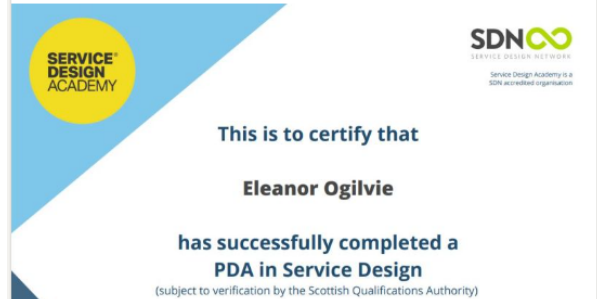 SERVICE®
DESIGN
ACADEMY
SDN
SERVICE DESIGN NETWORK
Service Design Academy is a
SDN accredited organisation
This is to certify that
Eleanor Ogilvie
has successfully completed a
PDA in Service Design
(subject to verification by the Scottish Qualifications Authority)